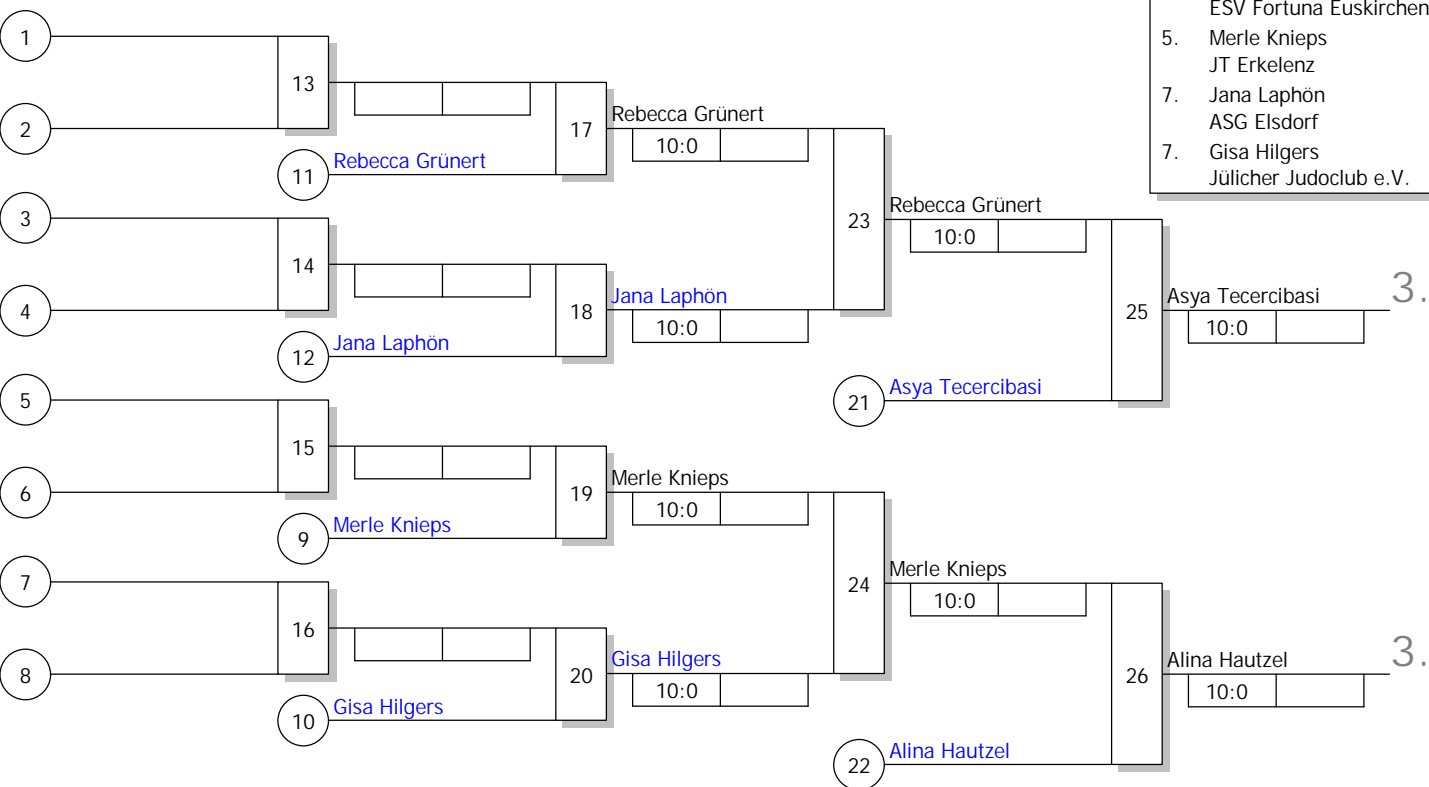 ESV Fortuna Euskirchen
5. Merle Knieps
JT Erkelenz
7. Jana Laphön
ASG Elsdorf
7. Gisa Hilgers
Jülicher Judoclub e.V.
1
13
2
17
Rebecca Grünert
10:0
11
Rebecca Grünert
3
14
4
18
Jana Laphön
10:0
12
Jana Laphön
23
Rebecca Grünert
10:0
25
Asya Tecercibasi
3.
10:0
21
Asya Tecercibasi
5
15
6
19
Merle Knieps
10:0
9
Merle Knieps
7
16
8
20
Gisa Hilgers
10:0
10
Gisa Hilgers
24
Merle Knieps
10:0
26
Alina Hautzel
3.
10:0
22
Alina Hautzel